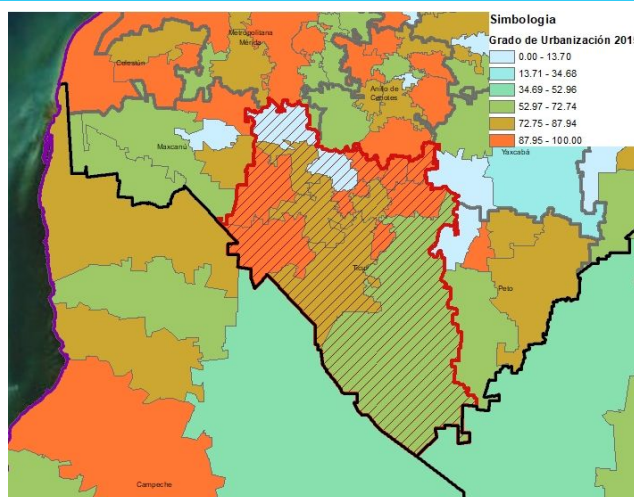 Simbologia
Grado de Urbanización 2015
0.00 - 13.70
13.71 - 34.68
34.69 - 52.96
52.97 - 72.74
72.75 - 87.94
87.95 - 100.00
Metropolitana
Mérida
Celestún
Anillo de
Cenotes
Maxcanú
Yaxcabá
Ticul
Peto
Campeche